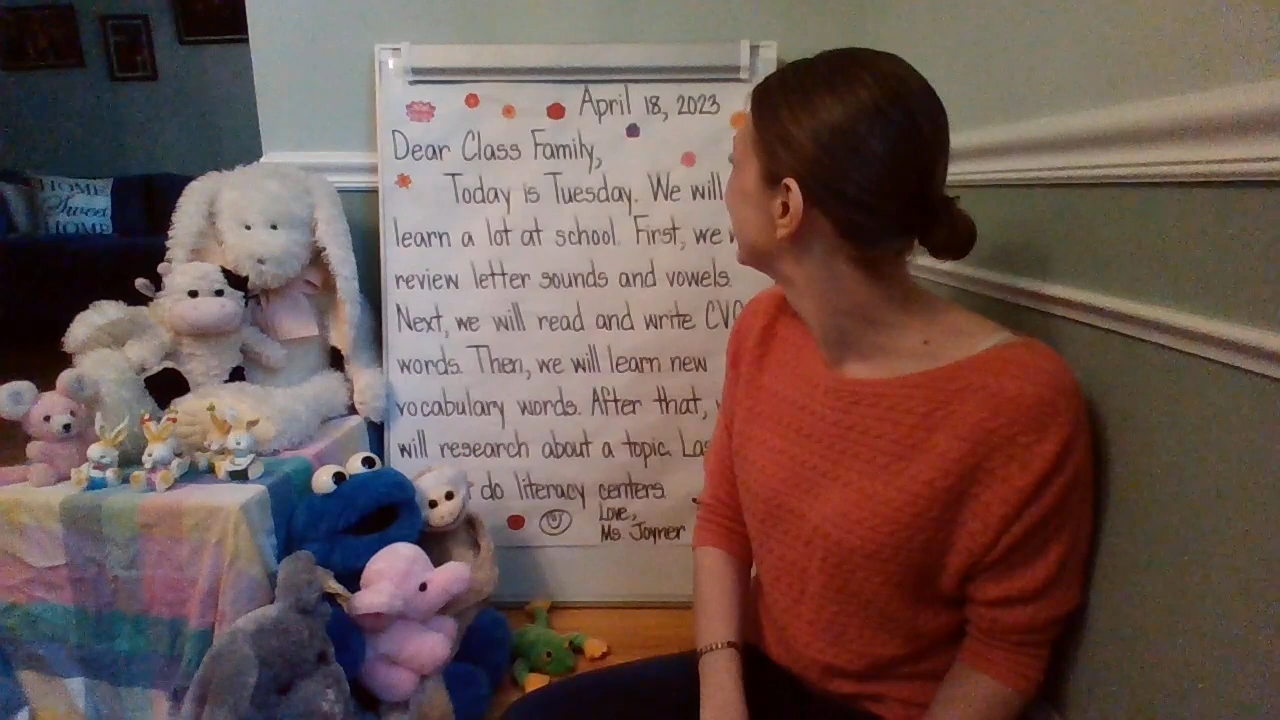 April 18, 2023
Dear Class Family,
Today is Tuesday. We will
learn a lot at school. First, we
review letter sounds and vowels.
Next, we will read and write CVC
words. Then, we will learn new
vocabulary words. After that,
will research about a topic.
do literacy centers.
Love,
Ms. Joyner
HOME
Sweet
HOME